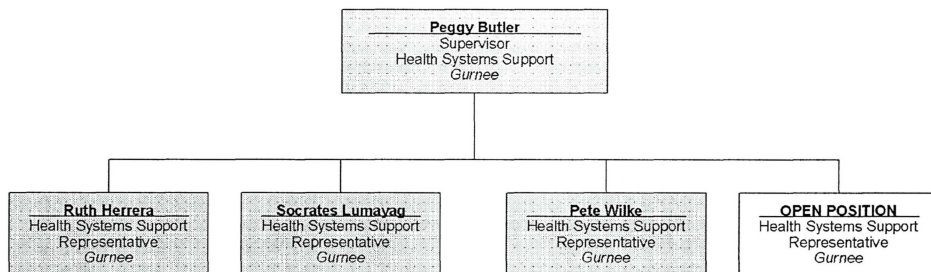 Peggy Butler
Supervisor
Health Systems Support
Gurnee
Ruth Herrera
Health Systems Support
Representative
Gurnee
Socrates Lumayag
Health Systems Support
Representative
Gurnee
Pete Wilke
Health Systems Support
Representative
Gurnee
OPEN POSITION
Health Systems Support
Representative
Gurnee